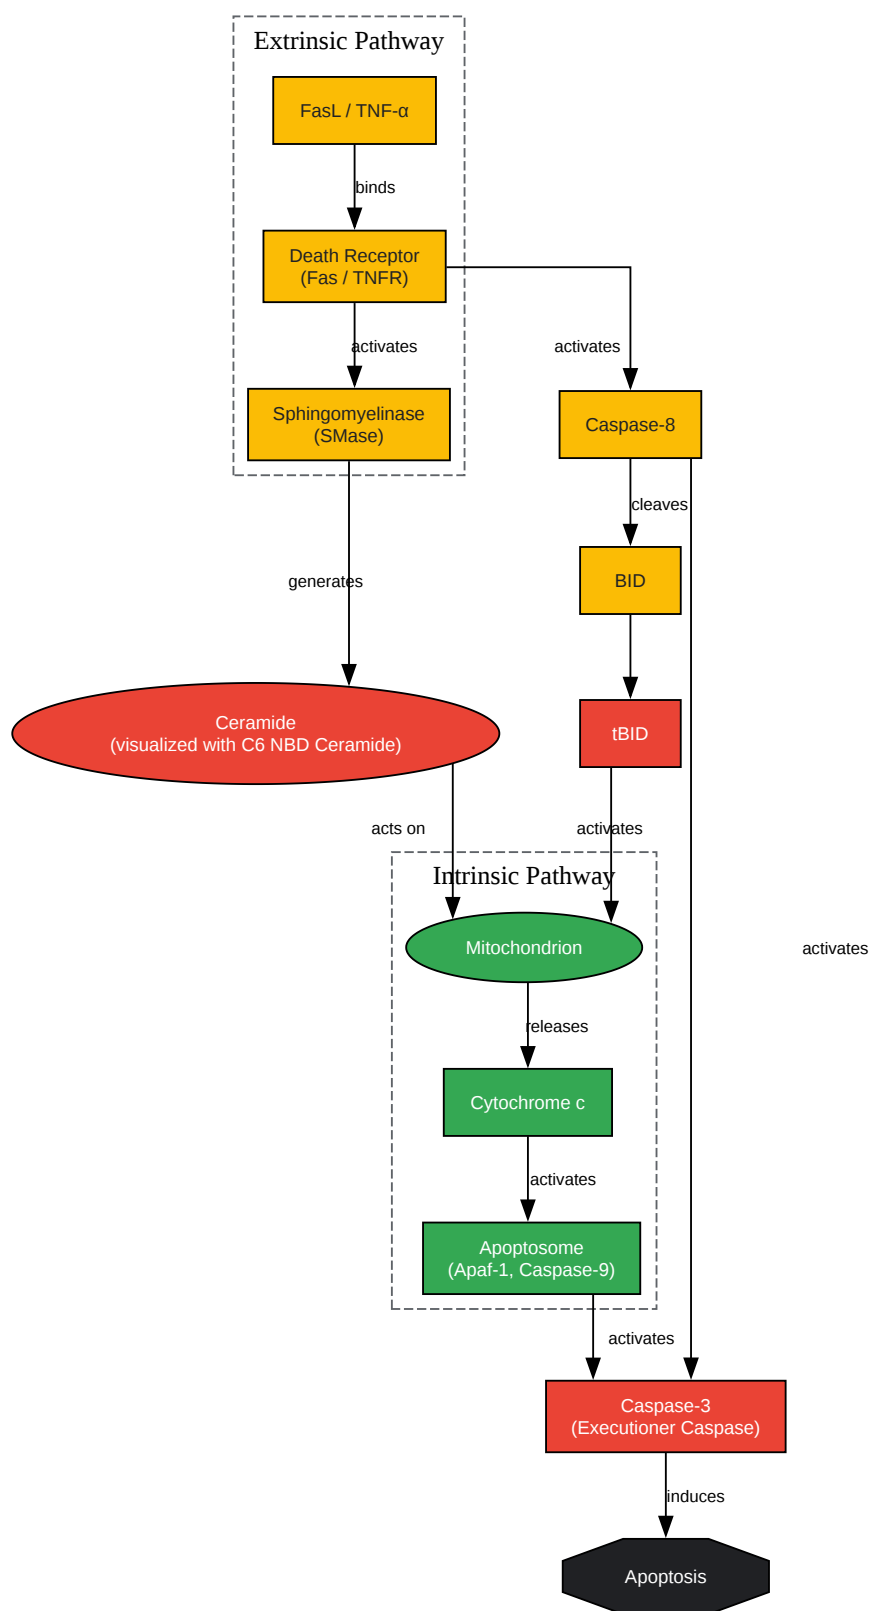 Extrinsic Pathway
FasL / TNF-α
binds
Death Receptor
(Fas / TNFR)
activates
activates
Sphingomyelinase
(SMase)
Caspase-8
cleaves
generates
BID
Ceramide
(visualized with C6 NBD Ceramide)
tBID
acts on
activates
Intrinsic Pathway
Mitochondrion
activates
releases
Cytochrome c
activates
Apoptosome
(Apaf-1, Caspase-9)
activates
Caspase-3
(Executioner Caspase)
induces
Apoptosis